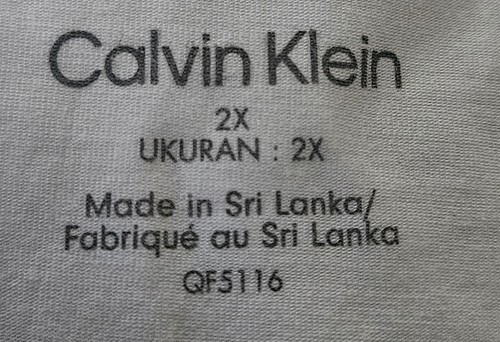 Calvin Klein
2X
UKURAN : 2X
Made in Sri Lanka/
Fabriqué au Sri Lanka
QF5116